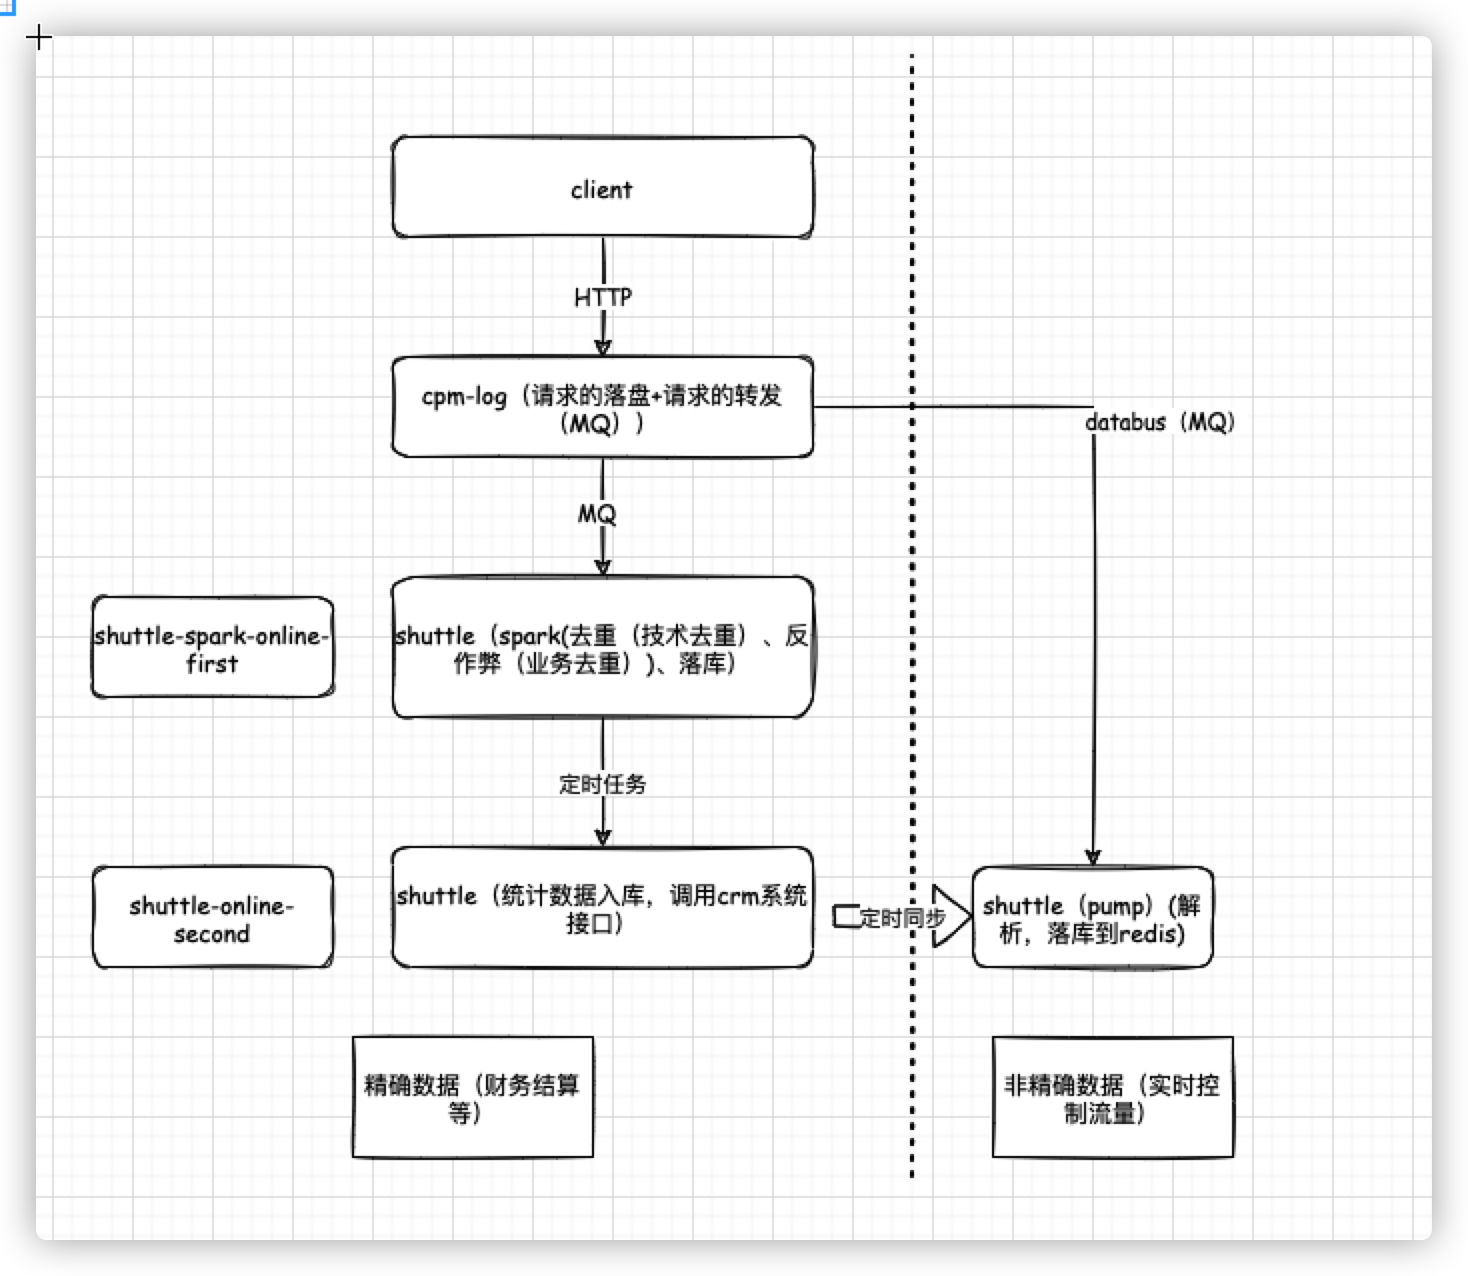 client
HTTP
cpm-log（请求的落盘+请求的转发
（MQ））
databus（MQ）
MQ
shuttle-spark-online-
first
shuttle（spark(去重（技术去重）、反
作弊（业务去重）)、落库）
定时任务
shuttle-online-
second
shuttle（统计数据入库，调用crm系统
接口）
定时同步
shuttle（pump）(解
析，落库到redis)
精确数据（财务结算
等）
非精确数据（实时控
制流量）